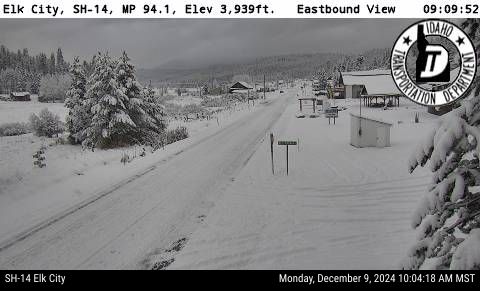 Elk City, SH-14, MP 94.1, Elev 3,939ft. Eastbound View 09:09:52
IDAHO
TRANSPORTATION DEPARTMENT
SH-14 Elk City Monday, December 9, 2024 10:04:18 AM MST